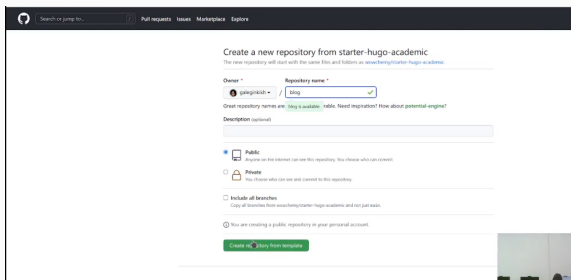 Search or jump to...
/
Pull requests Issues Marketplace Explore
Create a new repository from starter-hugo-academic
The new repository will start with the same files and folders as wowchemy/starter-hugo-academic.
Owner * Repository name *
galeginkish / blog
Great repository names are blog is available. rable. Need inspiration? How about potential-engine?
Description (optional)
Public
Anyone on the internet can see this repository. You choose who can commit.
Private
You choose who can see and commit to this repository.
Include all branches
Copy all branches from wowchemy/starter-hugo-academic and not just main.
You are creating a public repository in your personal account.
Create repository from template